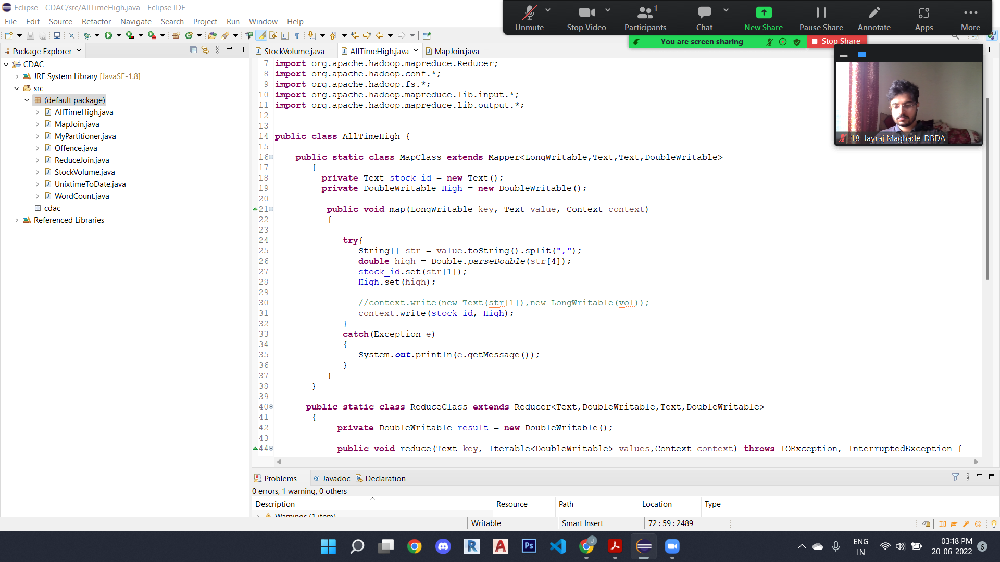 Eclipse - CDAC/src/AllTimeHigh.java - Eclipse IDE
File Edit Source Refactor Navigate Search Project Run Window Help
Unmute Stop Video Participants 1 Chat New Share Pause Share Annotate Apps More
You are screen sharing Stop Share
18_Jayraj Maghade_DBDA
Package Explorer
CDAC
JRE System Library [JavaSE-1.8]
src
(default package)
AllTimeHigh.java
MapJoin.java
MyPartitioner.java
Offence.java
ReduceJoin.java
StockVolume.java
UnixtimeToDate.java
WordCount.java
cdac
Referenced Libraries
StockVolume.java AllTimeHigh.java MapJoin.java
7 import org.apache.hadoop.mapreduce.Reducer;
8 import org.apache.hadoop.conf.*;
9 import org.apache.hadoop.fs.*;
10 import org.apache.hadoop.mapreduce.lib.input.*;
11 import org.apache.hadoop.mapreduce.lib.output.*;
12
13
14 public class AllTimeHigh {
15
16 public static class MapClass extends Mapper<LongWritable,Text,Text,DoubleWritable>
17 {
18 private Text stock_id = new Text();
19 private DoubleWritable High = new DoubleWritable();
20
21 public void map(LongWritable key, Text value, Context context)
22 {
23
24 try{
25 String[] str = value.toString().split(",");
26 double high = Double.parseDouble(str[4]);
27 stock_id.set(str[1]);
28 High.set(high);
29
30 //context.write(new Text(str[1]),new LongWritable(vol));
31 context.write(stock_id, High);
32 }
33 catch(Exception e)
34 {
35 System.out.println(e.getMessage());
36 }
37 }
38 }
39
40 public static class ReduceClass extends Reducer<Text,DoubleWritable,Text,DoubleWritable>
41 {
42 private DoubleWritable result = new DoubleWritable();
43
44 public void reduce(Text key, Iterable<DoubleWritable> values,Context context) throws IOException, InterruptedException {
Problems @ Javadoc Declaration
0 errors, 1 warning, 0 others
Description Resource Path Location Type
Warnings (1 item)
Writable Smart Insert 72 : 59 : 2489
Ps
ENG
IN
03:18 PM
20-06-2022
6